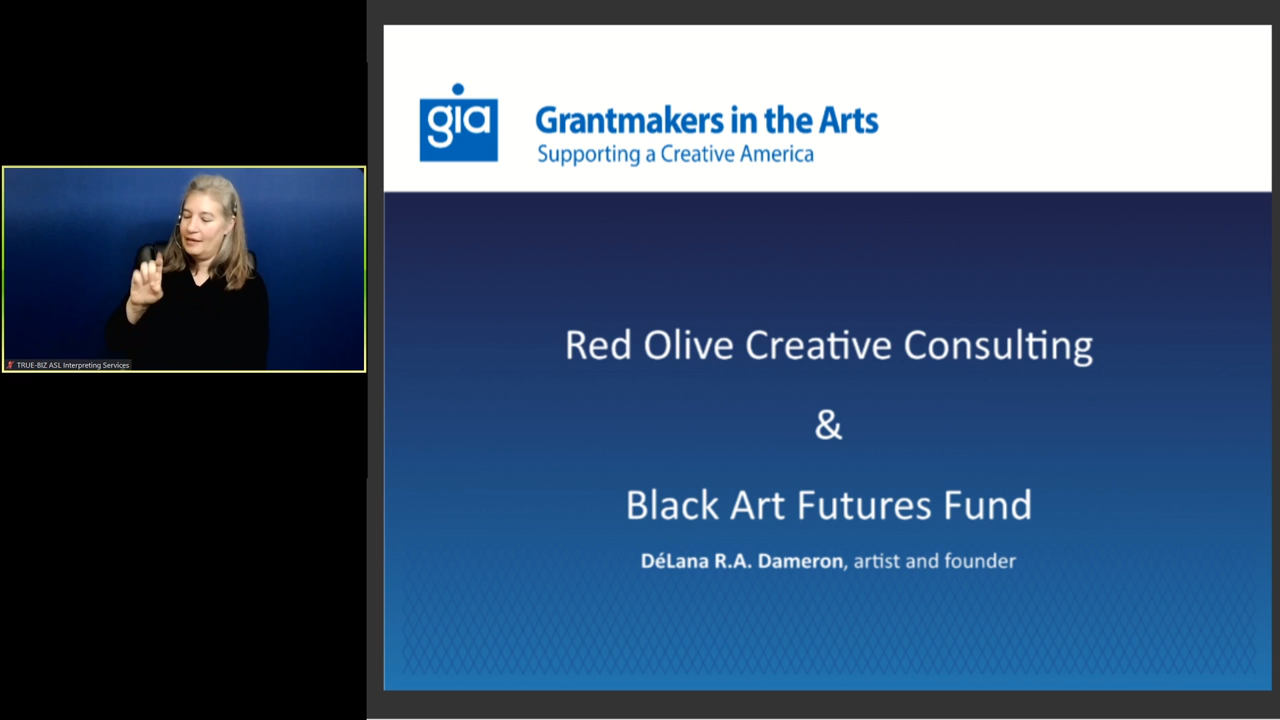 gia
Grantmakers in the Arts
Supporting a Creative America
Red Olive Creative Consulting
&
Black Art Futures Fund
DéLana R.A. Dameron, artist and founder
TRUE-BIZ ASL Interpreting Services